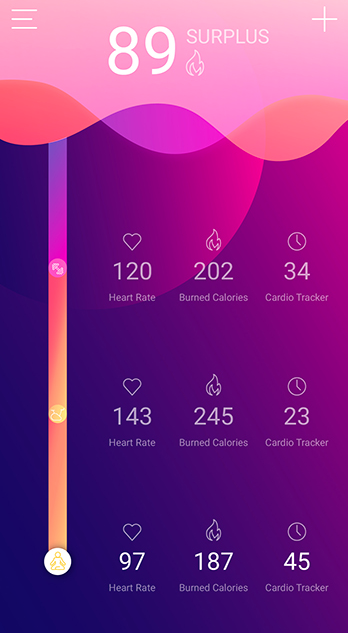 89 SURPLUS
120 202 34
Heart Rate Burned Calories Cardio Tracker
143 245 23
Heart Rate Burned Calories Cardio Tracker
97 187 45
Heart Rate Burned Calories Cardio Tracker